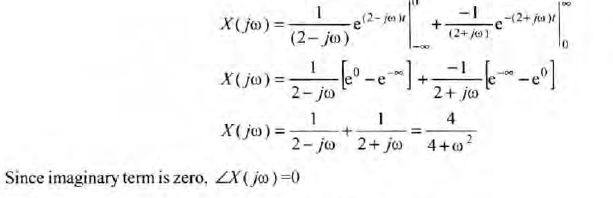 X(jω) = 1/(2 − jω) e^{(2 − jω)t} |_{−∞}^{0} + −1/(2 + jω) e^{−(2 + jω)t} |_{0}^{∞}
X(jω) = 1/(2 − jω) [e^0 − e^{−∞}] + −1/(2 + jω) [e^{−∞} − e^0]
X(jω) = 1/(2 − jω) + 1/(2 + jω) = 4/(4 + ω^2)
Since imaginary term is zero, ∠X(jω)=0